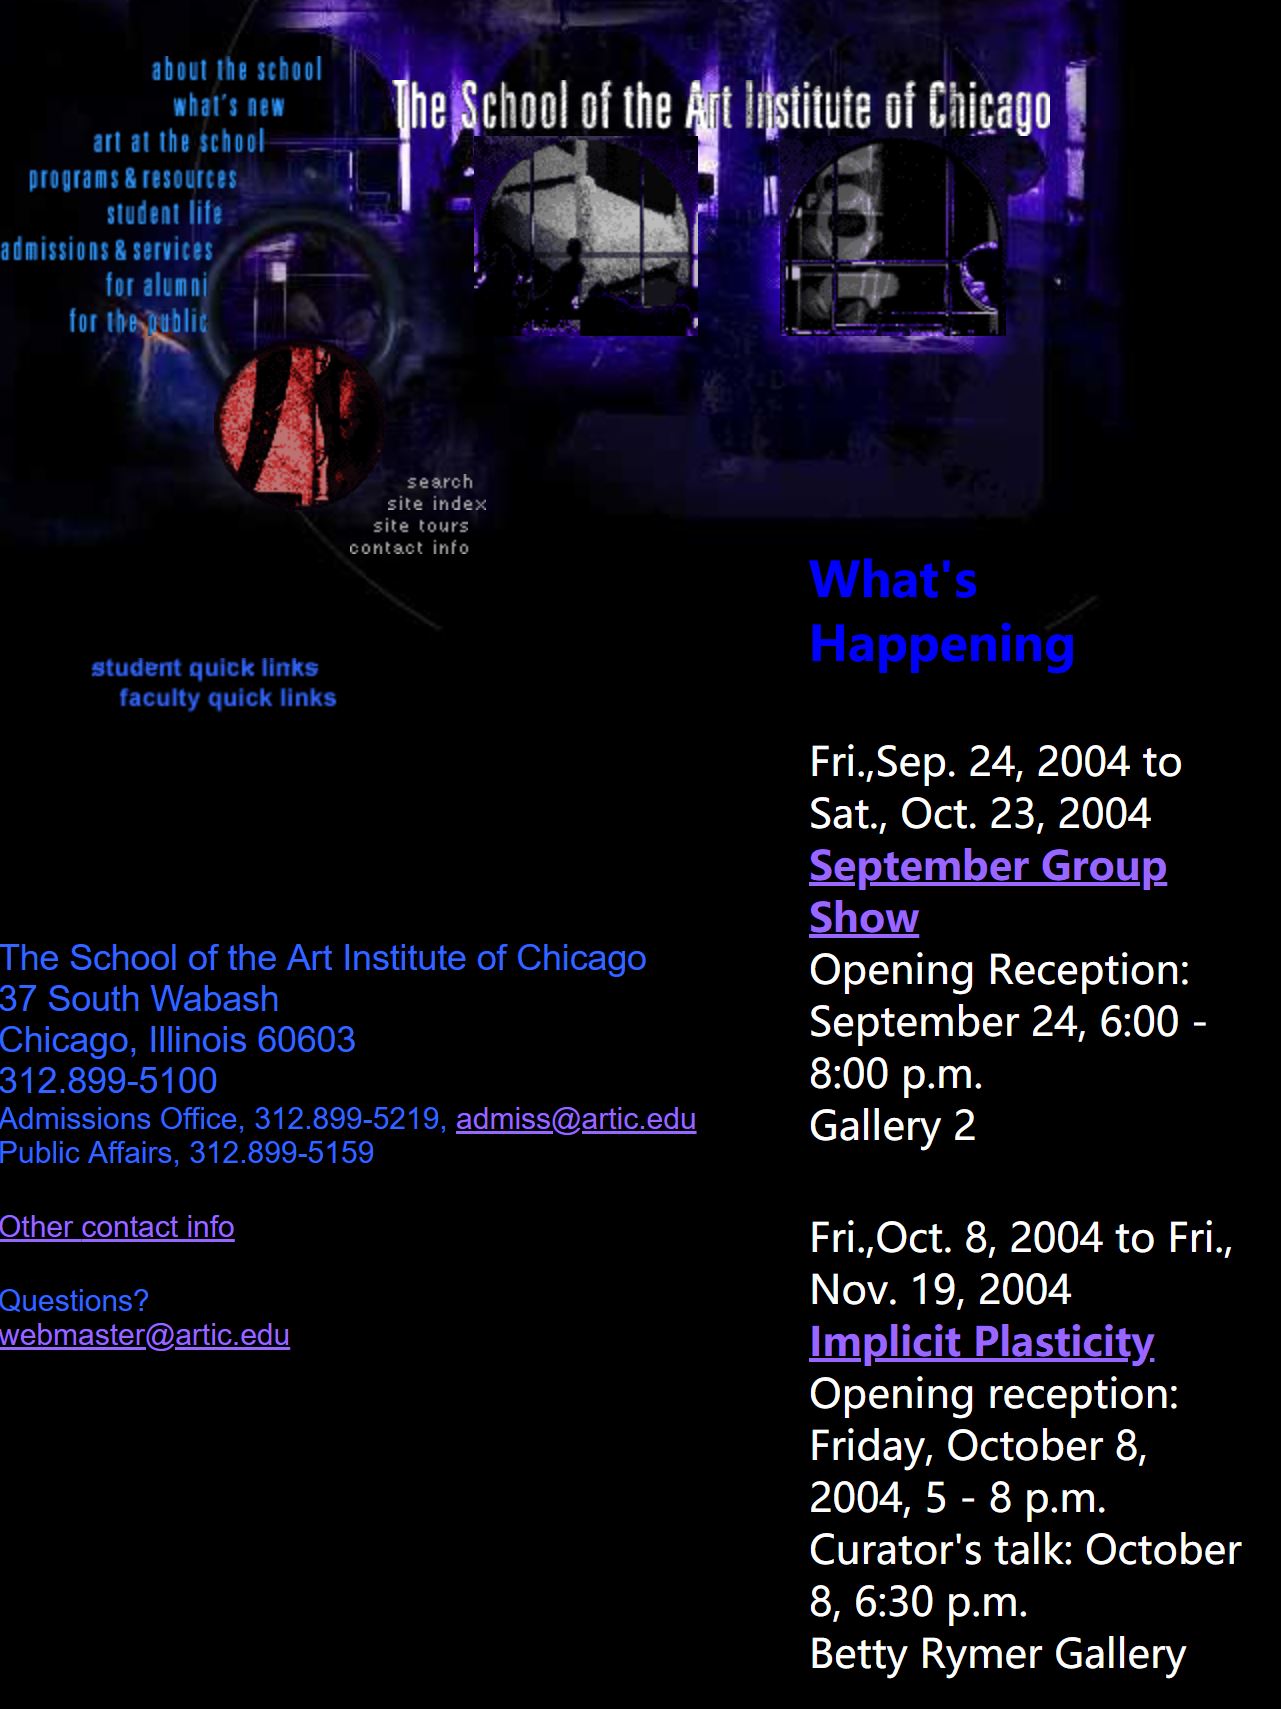 about the school
what's new
art at the school
programs & resources
student life
admissions & services
for alumni
for the public
The School of the Art Institute of Chicago
search
site index
site tours
contact info
student quick links
faculty quick links
The School of the Art Institute of Chicago
37 South Wabash
Chicago, Illinois 60603
312.899-5100
Admissions Office, 312.899-5219, admiss@artic.edu
Public Affairs, 312.899-5159
Other contact info
Questions?
webmaster@artic.edu
What's
Happening
Fri.,Sep. 24, 2004 to
Sat., Oct. 23, 2004
September Group
Show
Opening Reception:
September 24, 6:00 -
8:00 p.m.
Gallery 2
Fri.,Oct. 8, 2004 to Fri.,
Nov. 19, 2004
Implicit Plasticity
Opening reception:
Friday, October 8,
2004, 5 - 8 p.m.
Curator's talk: October
8, 6:30 p.m.
Betty Rymer Gallery